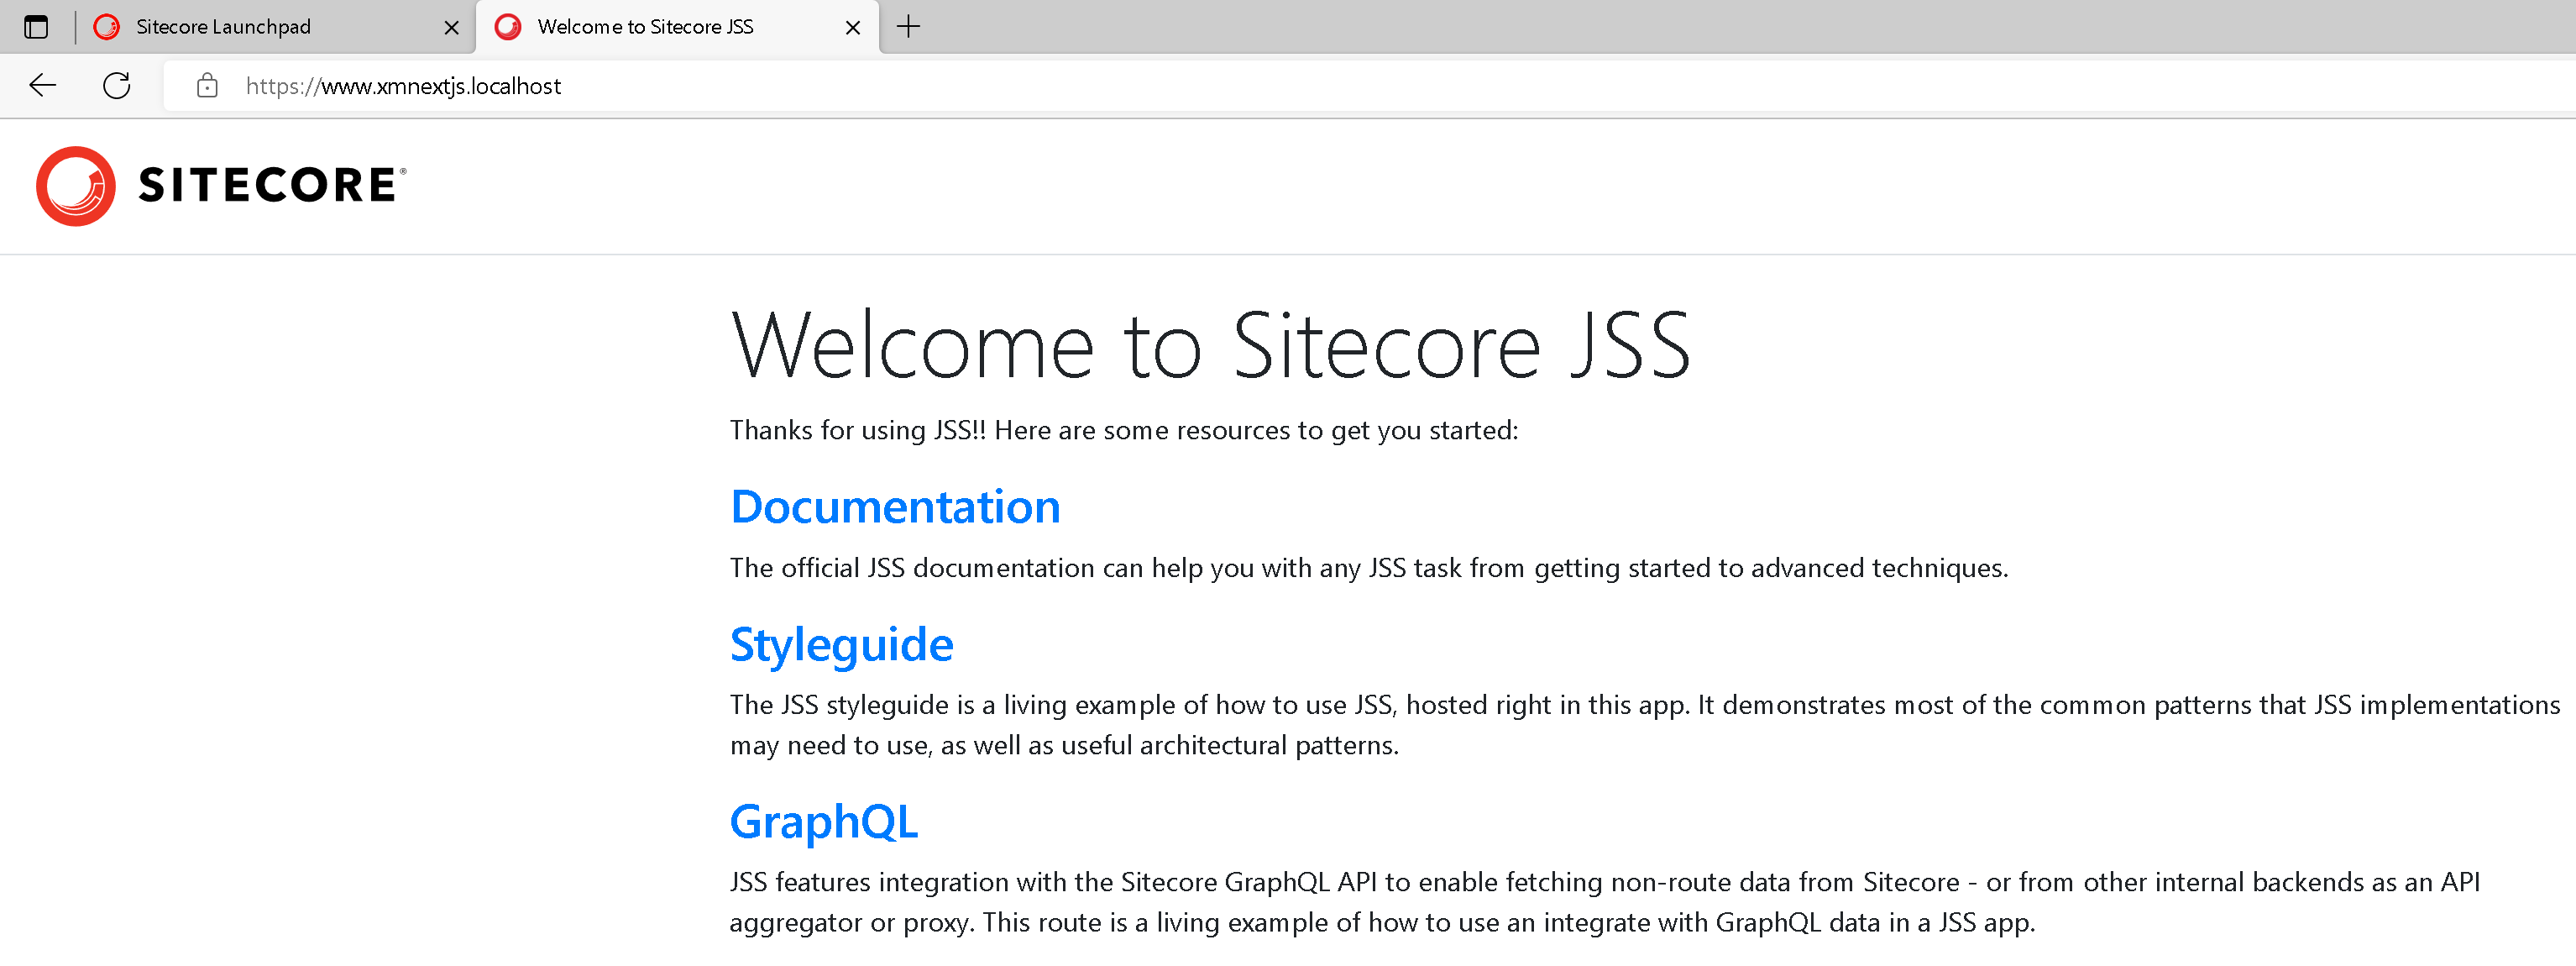 Sitecore Launchpad
Welcome to Sitecore JSS
https://www.xmnextjs.localhost
SITECORE®
Welcome to Sitecore JSS
Thanks for using JSS!! Here are some resources to get you started:
Documentation
The official JSS documentation can help you with any JSS task from getting started to advanced techniques.
Styleguide
The JSS styleguide is a living example of how to use JSS, hosted right in this app. It demonstrates most of the common patterns that JSS implementations
may need to use, as well as useful architectural patterns.
GraphQL
JSS features integration with the Sitecore GraphQL API to enable fetching non-route data from Sitecore - or from other internal backends as an API
aggregator or proxy. This route is a living example of how to use an integrate with GraphQL data in a JSS app.